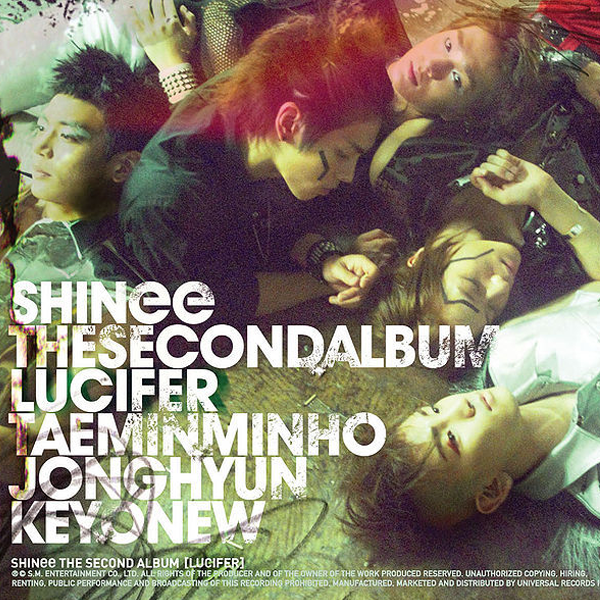 SHINee
THESECONDALBUM
LUCIFER
TAEMINMINHO
JONGHYUN
KEY.ONEW
SHINee THE SECOND ALBUM [LUCIFER]
℗© S.M. ENTERTAINMENT CO., LTD. ALL RIGHTS OF THE PRODUCER AND OF THE OWNER OF THE WORK PRODUCED RESERVED. UNAUTHORIZED COPYING, HIRING,
RENTING, PUBLIC PERFORMANCE AND BROADCASTING OF THIS RECORDING PROHIBITED. MANUFACTURED, MARKETED AND DISTRIBUTED BY UNIVERSAL RECORDS